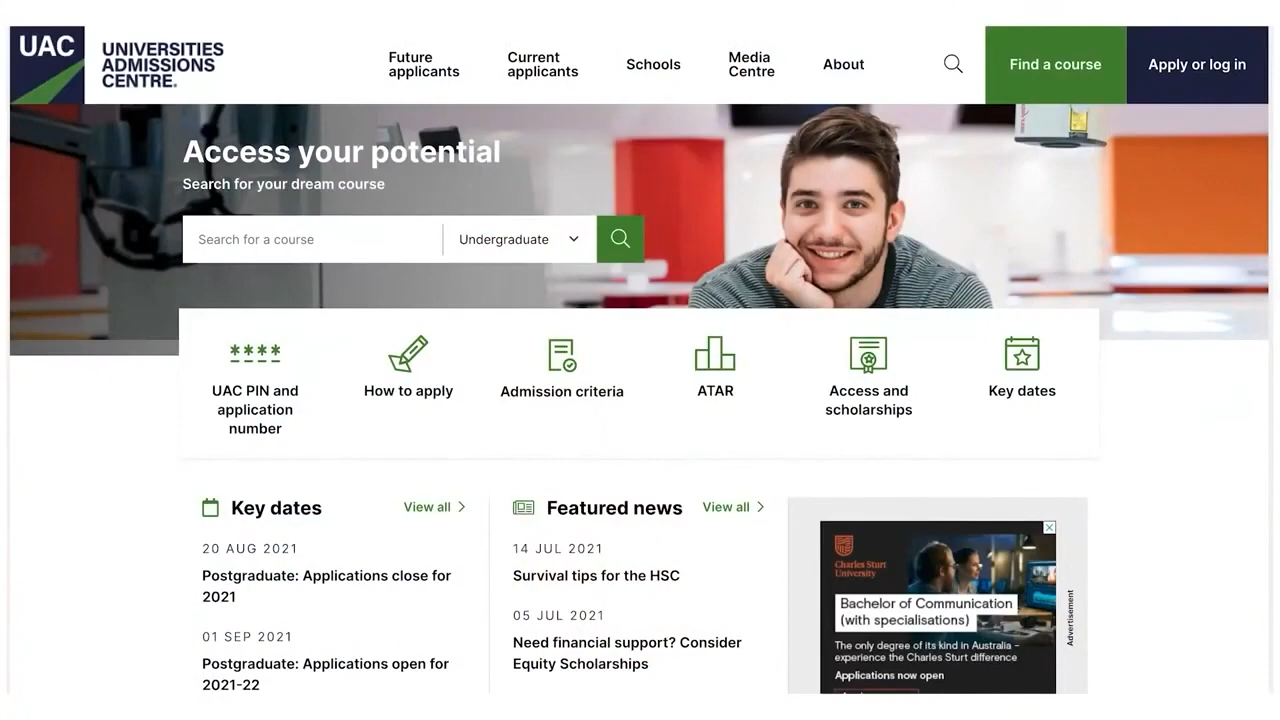 UAC
UNIVERSITIES
ADMISSIONS
CENTRE.
Future
applicants
Current
applicants
Schools
Media
Centre
About
Find a course
Apply or log in
Access your potential
Search for your dream course
Search for a course
Undergraduate
****
UAC PIN and
application
number
How to apply
Admission criteria
ATAR
Access and
scholarships
Key dates
Key dates
View all
20 AUG 2021
Postgraduate: Applications close for
2021
01 SEP 2021
Postgraduate: Applications open for
2021-22
Featured news
View all
14 JUL 2021
Survival tips for the HSC
05 JUL 2021
Need financial support? Consider
Equity Scholarships
Charles Sturt
University
Bachelor of Communication
(with specialisations)
The only degree of its kind in Australia –
experience the Charles Sturt difference
Applications now open
Advertisement